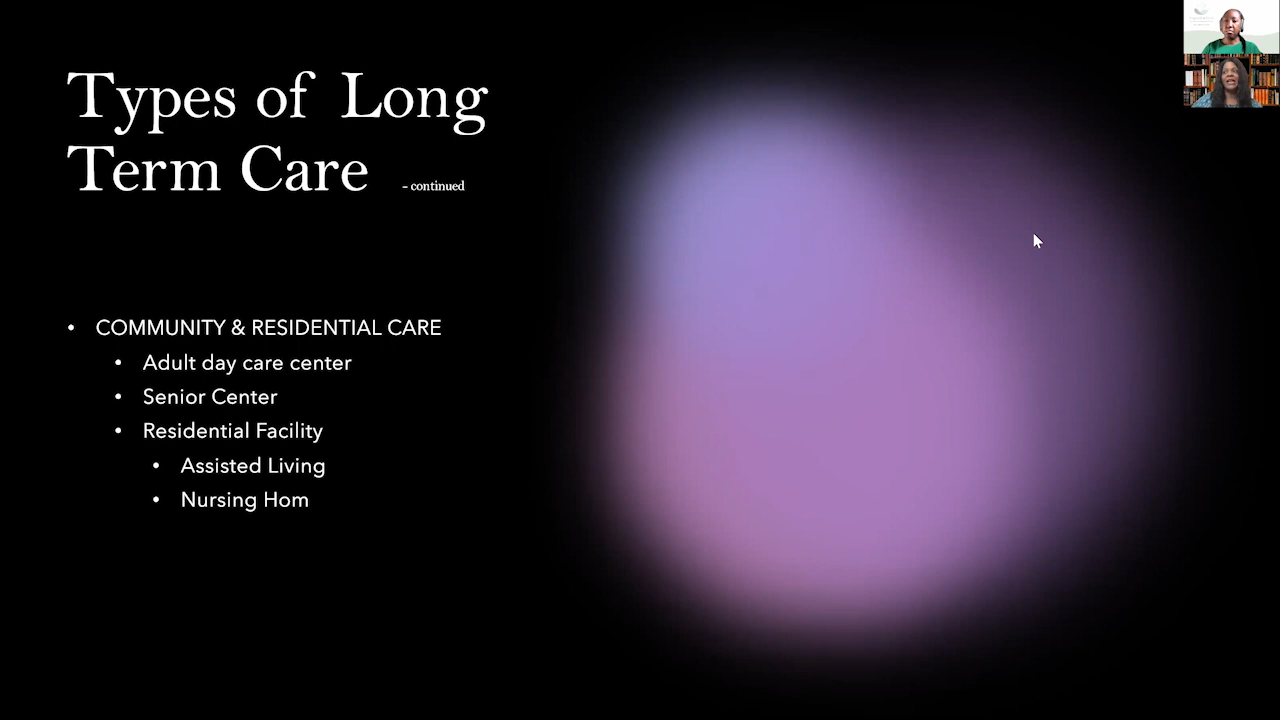 Types of Long
Term Care - continued
• COMMUNITY & RESIDENTIAL CARE
• Adult day care center
• Senior Center
• Residential Facility
• Assisted Living
• Nursing Hom